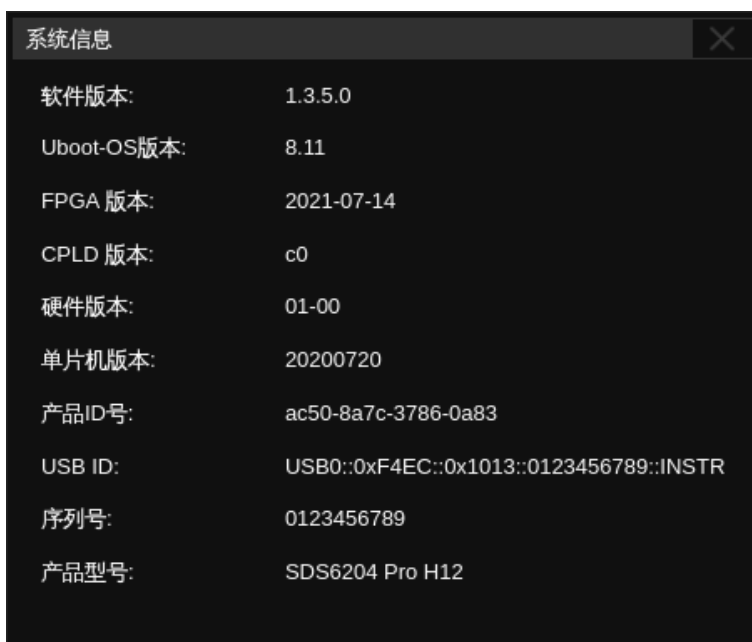 系统信息
软件版本: 1.3.5.0
Uboot-OS版本: 8.11
FPGA 版本: 2021-07-14
CPLD 版本: c0
硬件版本: 01-00
单片机版本: 20200720
产品ID号: ac50-8a7c-3786-0a83
USB ID: USB0::0xF4EC::0x1013::0123456789::INSTR
序列号: 0123456789
产品型号: SDS6204 Pro H12